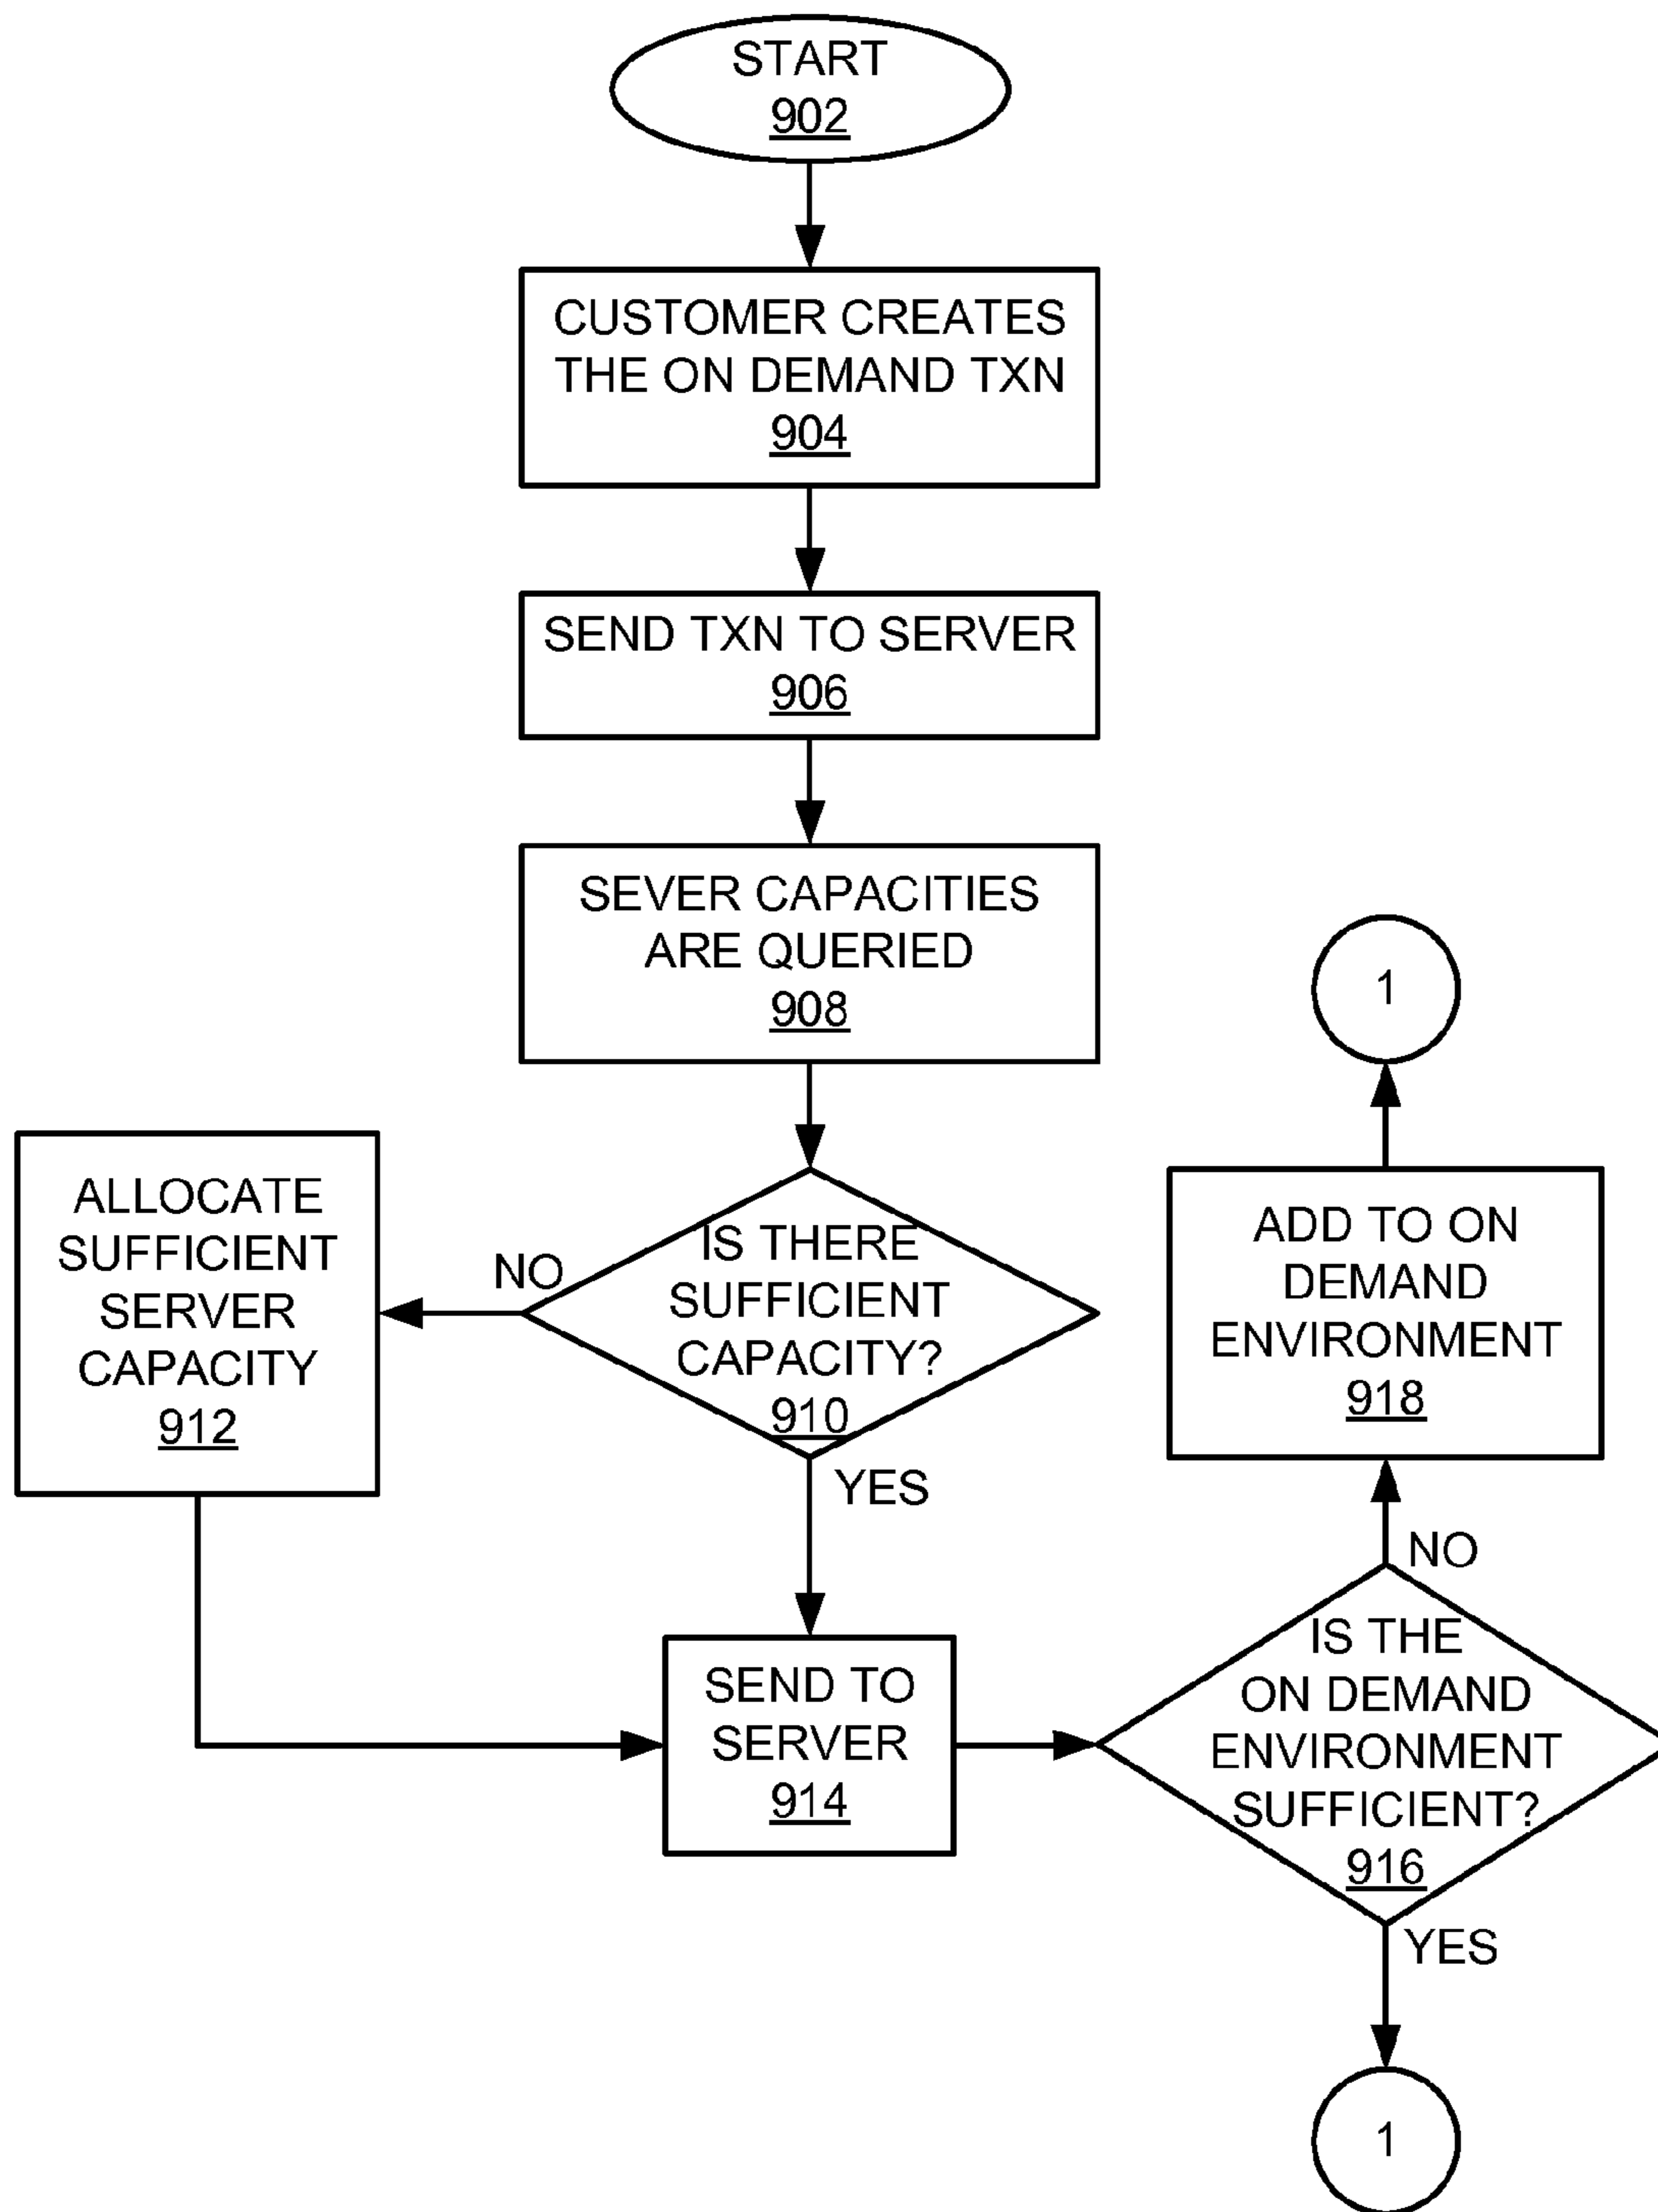 START
902
CUSTOMER CREATES
THE ON DEMAND TXN
904
SEND TXN TO SERVER
906
SEVER CAPACITIES
ARE QUERIED
908
IS THERE
SUFFICIENT
CAPACITY?
910
NO
ALLOCATE
SUFFICIENT
SERVER
CAPACITY
912
YES
SEND TO
SERVER
914
IS THE
ON DEMAND
ENVIRONMENT
SUFFICIENT?
916
NO
ADD TO ON
DEMAND
ENVIRONMENT
918
1
YES
1